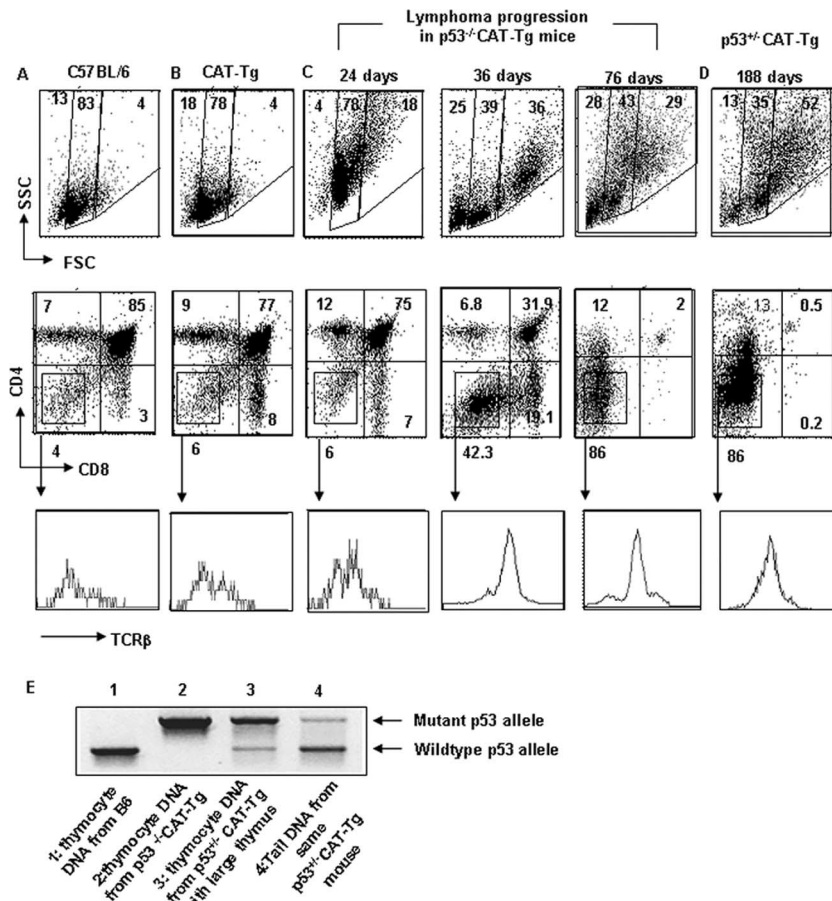 Lymphoma progression
in p53-/-CAT-Tg mice
p53+/-CAT-Tg
A C57 BL/6 B CAT-Tg C 24 days 36 days 76 days D 188 days
13 83 4 18 78 4 4 78 18 25 39 36 28 43 29 13 35 52
SSC
FSC
7 85 9 77 12 75 6.8 31.9 12 2 13 0.5
CD4
3 8 7 19.1 0.2
4 6 6 42.3 86 86
CD8
TCRβ
E 1 2 3 4
Mutant p53 allele
Wildtype p53 allele
1: thymocyte
DNA from B6
2:thymocyte DNA
from p53 -/-CAT-Tg
3: thymocyte DNA
from p53+/- CAT-Tg
with large thymus
4:Tail DNA from
same
p53+/-CAT-Tg
mouse